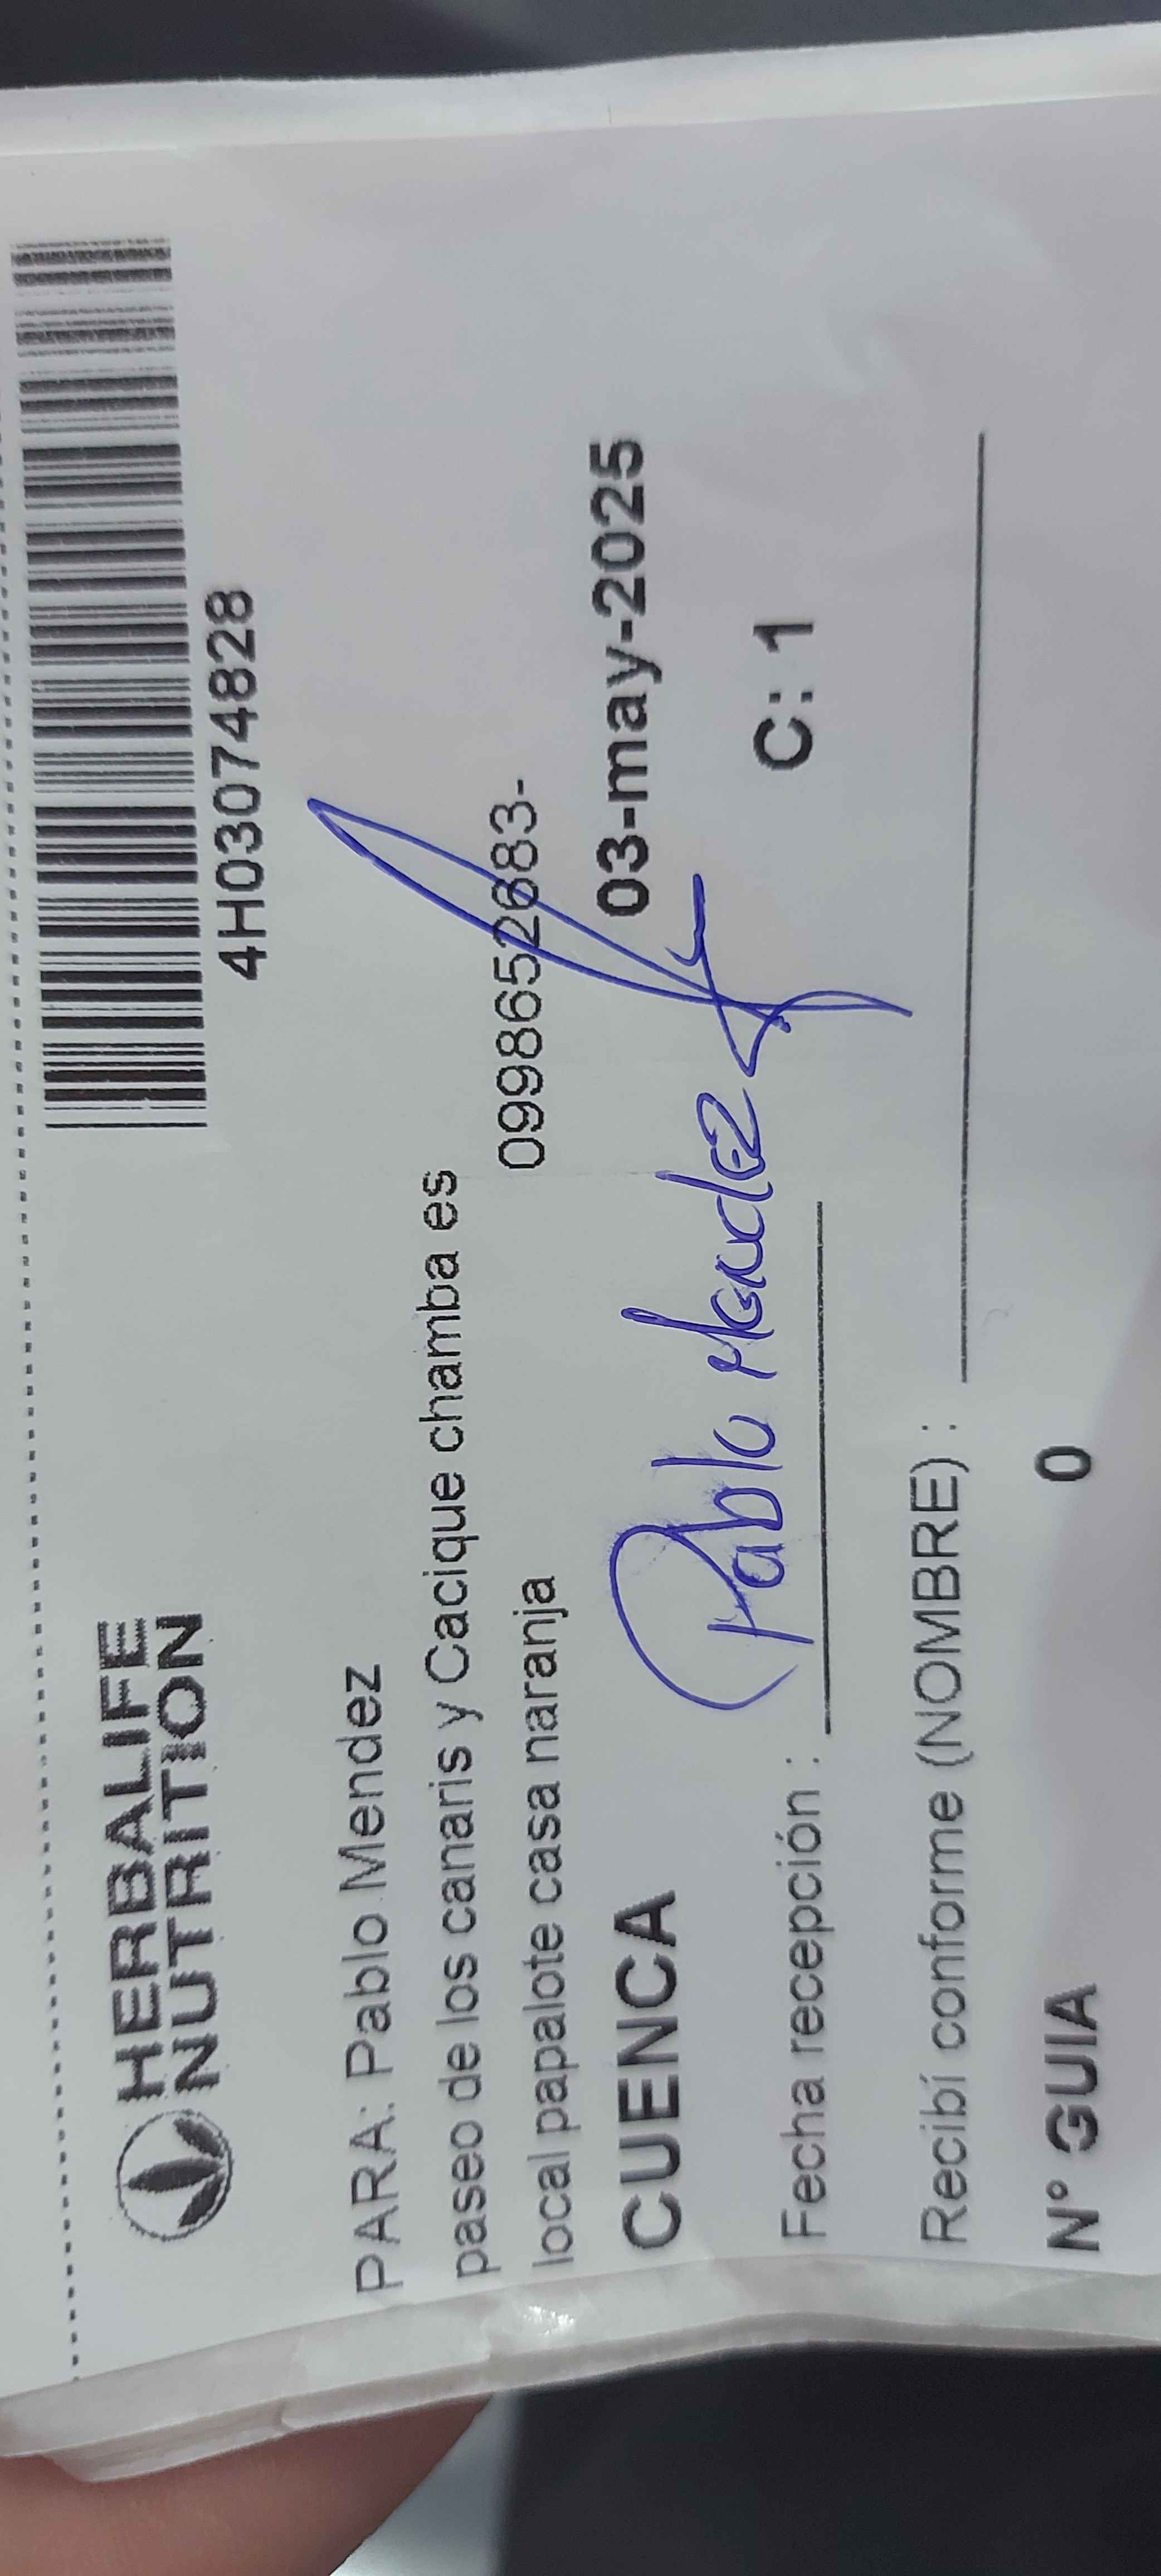 HERBALIFE
NUTRITION
4H03074828
PARA: Pablo Mendez
paseo de los canaris y Cacique chamba es
local papalote casa naranja
0998652683-
CUENCA
03-may-2025
Pablo Mendez
Fecha recepción :
C: 1
Recibí conforme (NOMBRE) :
N° GUIA 0